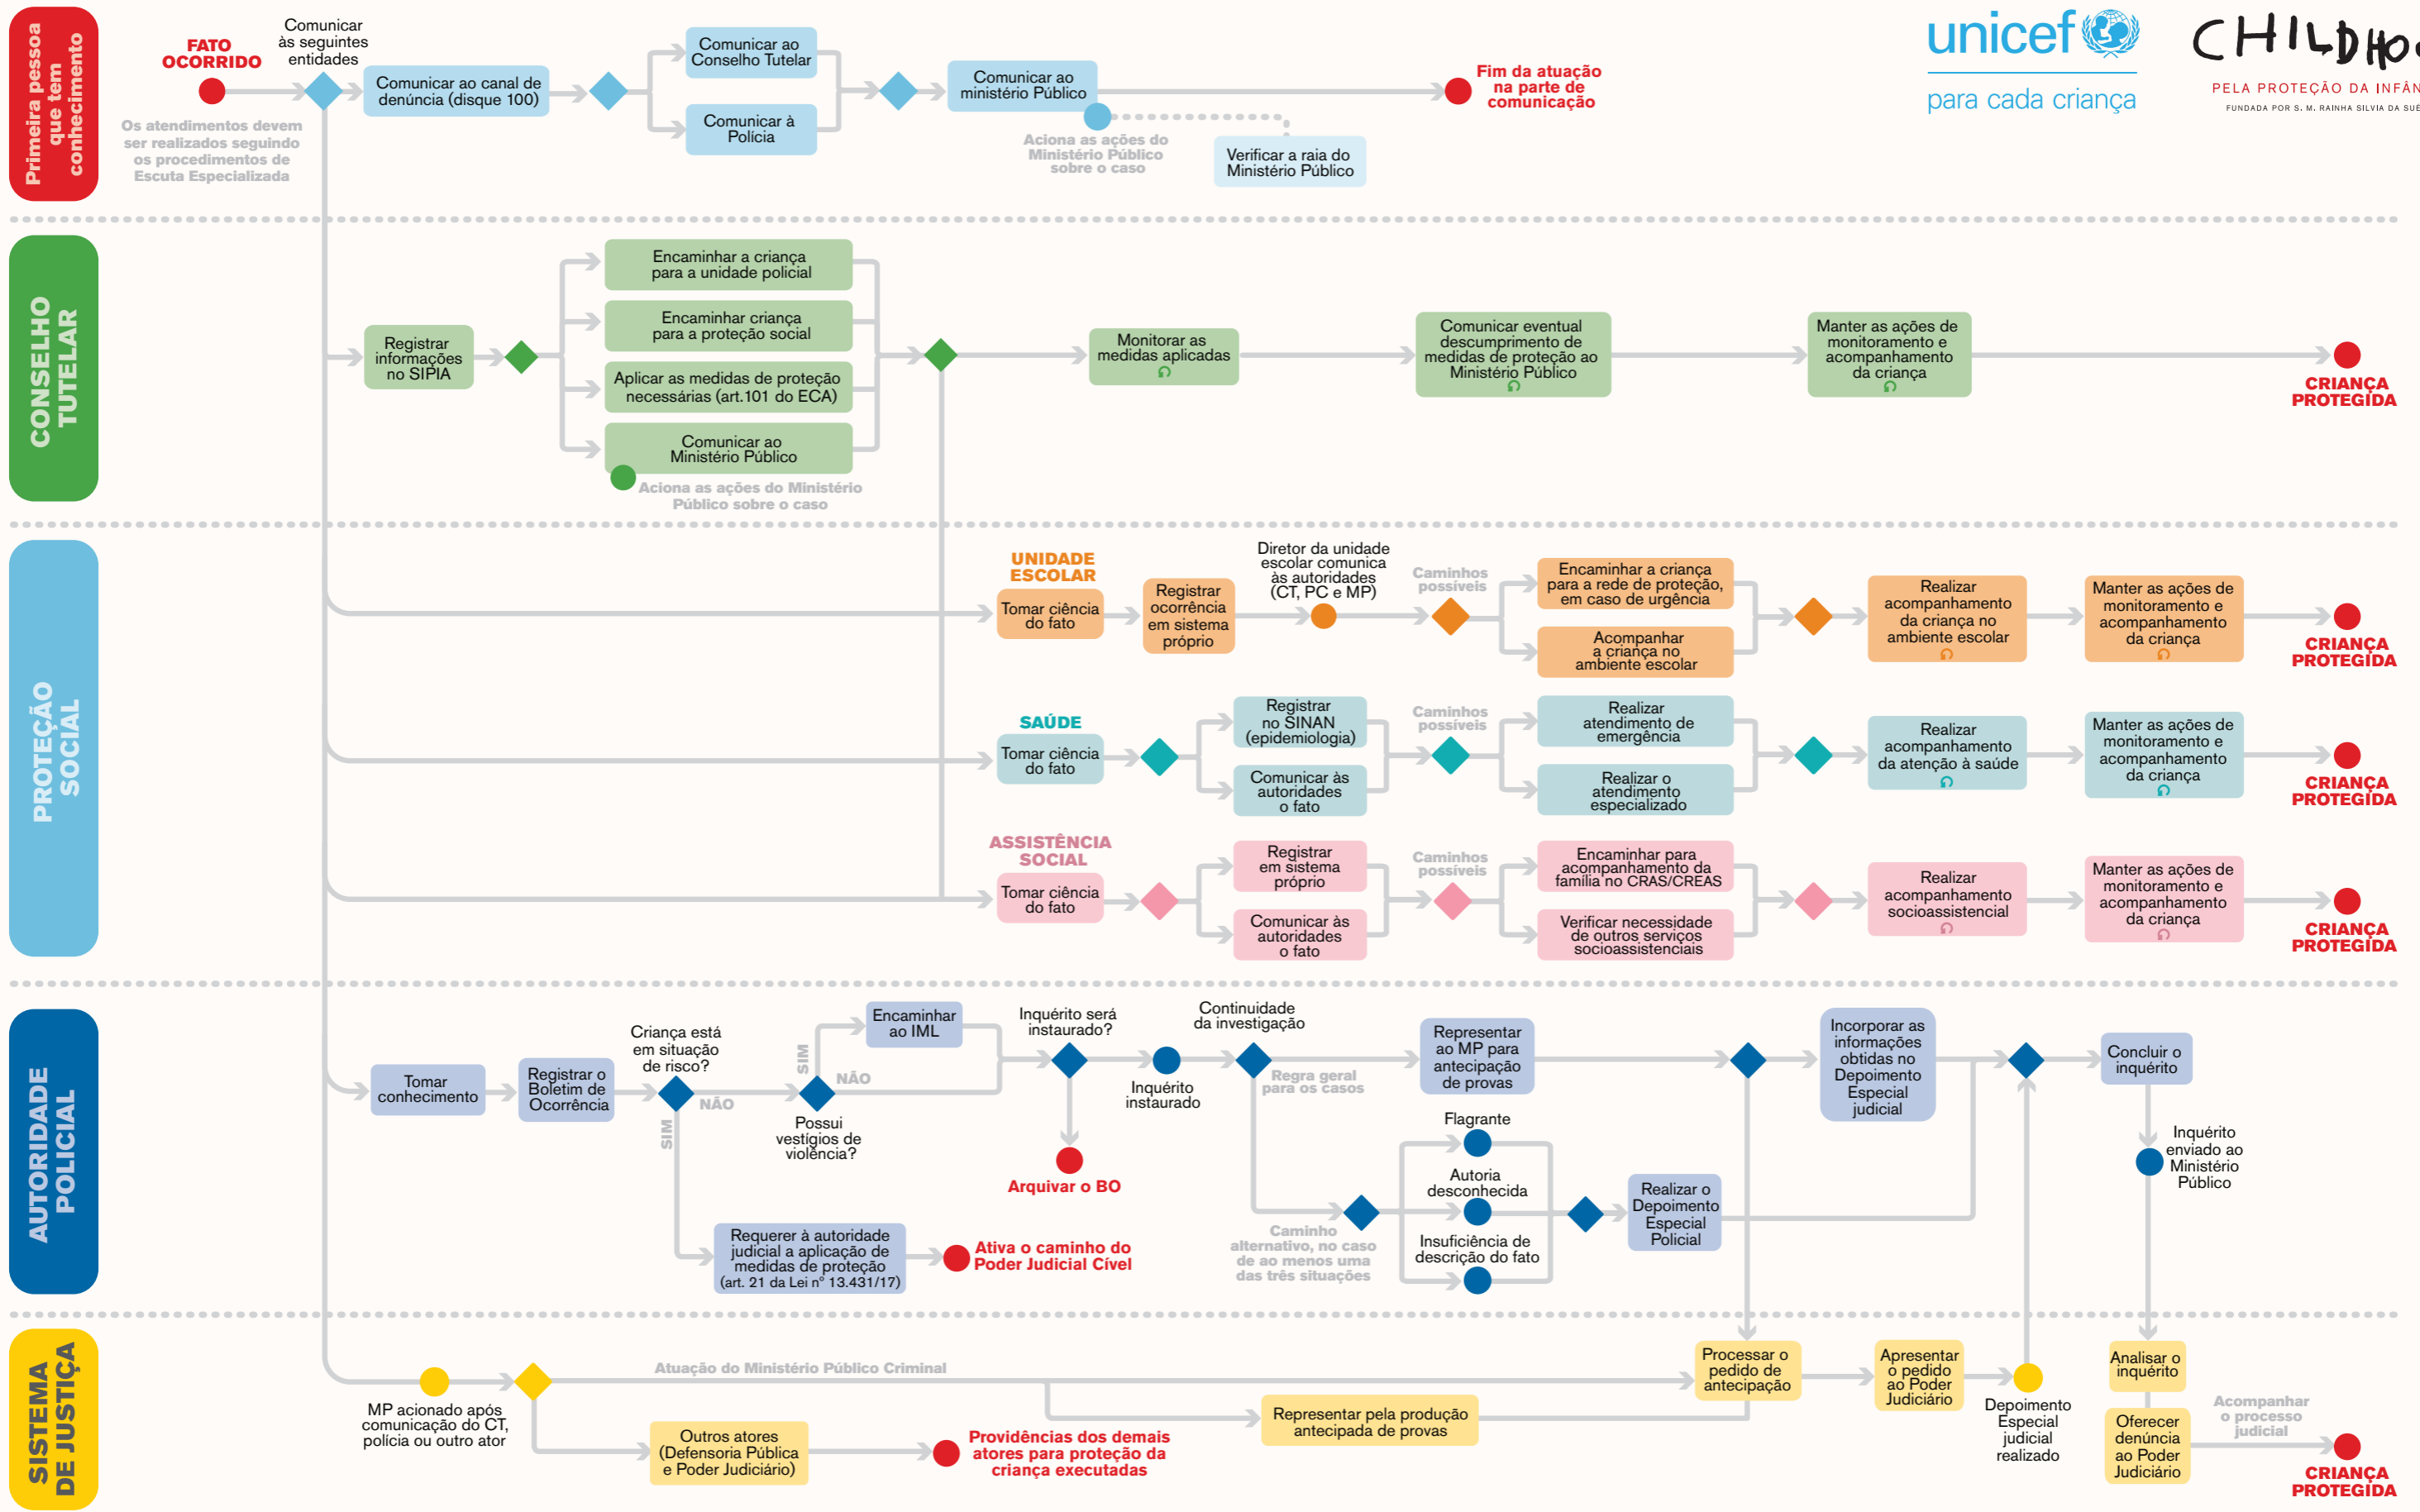 Primeira pessoa
que tem
conhecimento
FATO
OCORRIDO
Comunicar
às seguintes
entidades
Os atendimentos devem
ser realizados seguindo
os procedimentos de
Escuta Especializada
Comunicar ao canal de
denúncia (disque 100)
Comunicar ao
Conselho Tutelar
Comunicar à
Polícia
Comunicar ao
ministério Público
Aciona as ações do
Ministério Público
sobre o caso
Verificar a raia do
Ministério Público
Fim da atuação
na parte de
comunicação
unicef
para cada criança
PELA PROTEÇÃO DA INFÂN
FUNDADA POR S. M. RAINHA SILVIA DA SUÉ
CONSELHO
TUTELAR
Registrar
informações
no SIPIA
Encaminhar a criança
para a unidade policial
Encaminhar criança
para a proteção social
Aplicar as medidas de proteção
necessárias (art.101 do ECA)
Comunicar ao
Ministério Público
Aciona as ações do Ministério
Público sobre o caso
Monitorar as
medidas aplicadas
Comunicar eventual
descumprimento de
medidas de proteção ao
Ministério Público
Manter as ações de
monitoramento e
acompanhamento
da criança
CRIANÇA
PROTEGIDA
PROTEÇÃO
SOCIAL
UNIDADE
ESCOLAR
Tomar ciência
do fato
Registrar
ocorrência
em sistema
próprio
Diretor da unidade
escolar comunica
às autoridades
(CT, PC e MP)
Caminhos
possíveis
Encaminhar a criança
para a rede de proteção,
em caso de urgência
Acompanhar
a criança no
ambiente escolar
Realizar
acompanhamento
da criança no
ambiente escolar
Manter as ações de
monitoramento e
acompanhamento
da criança
CRIANÇA
PROTEGIDA
SAÚDE
Tomar ciência
do fato
Registrar
no SINAN
(epidemiologia)
Comunicar às
autoridades
o fato
Caminhos
possíveis
Realizar
atendimento de
emergência
Realizar o
atendimento
especializado
Realizar
acompanhamento
da atenção à saúde
Manter as ações de
monitoramento e
acompanhamento
da criança
CRIANÇA
PROTEGIDA
ASSISTÊNCIA
SOCIAL
Tomar ciência
do fato
Registrar
em sistema
próprio
Comunicar às
autoridades
o fato
Caminhos
possíveis
Encaminhar para
acompanhamento da
família no CRAS/CREAS
Verificar necessidade
de outros serviços
socioassistenciais
Realizar
acompanhamento
socioassistencial
Manter as ações de
monitoramento e
acompanhamento
da criança
CRIANÇA
PROTEGIDA
AUTORIDADE
POLICIAL
Tomar
conhecimento
Registrar o
Boletim de
Ocorrência
Criança está
em situação
de risco?
NÃO
SIM
Possui
vestígios de
violência?
SIM
NÃO
Encaminhar
ao IML
Inquérito será
instaurado?
Arquivar o BO
Inquérito
instaurado
Continuidade
da investigação
Regra geral
para os casos
Representar
ao MP para
antecipação
de provas
Requerer à autoridade
judicial a aplicação de
medidas de proteção
(art. 21 da Lei nº 13.431/17)
Ativa o caminho do
Poder Judicial Cível
Caminho
alternativo, no caso
de ao menos uma
das três situações
Flagrante
Autoria
desconhecida
Insuficiência de
descrição do fato
Realizar o
Depoimento
Especial
Policial
Incorporar as
informações
obtidas no
Depoimento
Especial
judicial
Concluir o
inquérito
Inquérito
enviado ao
Ministério
Público
SISTEMA
DE JUSTIÇA
MP acionado após
comunicação do CT,
polícia ou outro ator
Atuação do Ministério Público Criminal
Outros atores
(Defensoria Pública
e Poder Judiciário)
Providências dos demais
atores para proteção da
criança executadas
Representar pela produção
antecipada de provas
Processar o
pedido de
antecipação
Apresentar
o pedido
ao Poder
Judiciário
Depoimento
Especial
judicial
realizado
Analisar o
inquérito
Oferecer
denúncia
ao Poder
Judiciário
Acompanhar
o processo
judicial
CRIANÇA
PROTEGIDA